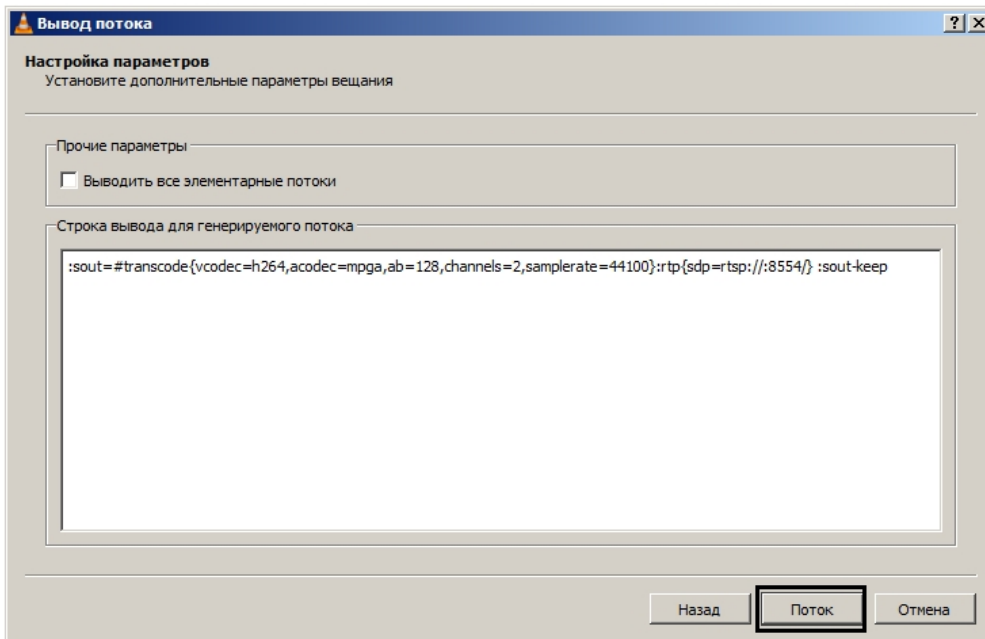 Вывод потока
Настройка параметров
Установите дополнительные параметры вещания
Прочие параметры
Выводить все элементарные потоки
Строка вывода для генерируемого потока
:sout=#transcode{vcodec=h264,acodec=mpga,ab=128,channels=2,samplerate=44100}:rtp{sdp=rtsp://:8554/} :sout-keep
Назад Поток Отмена